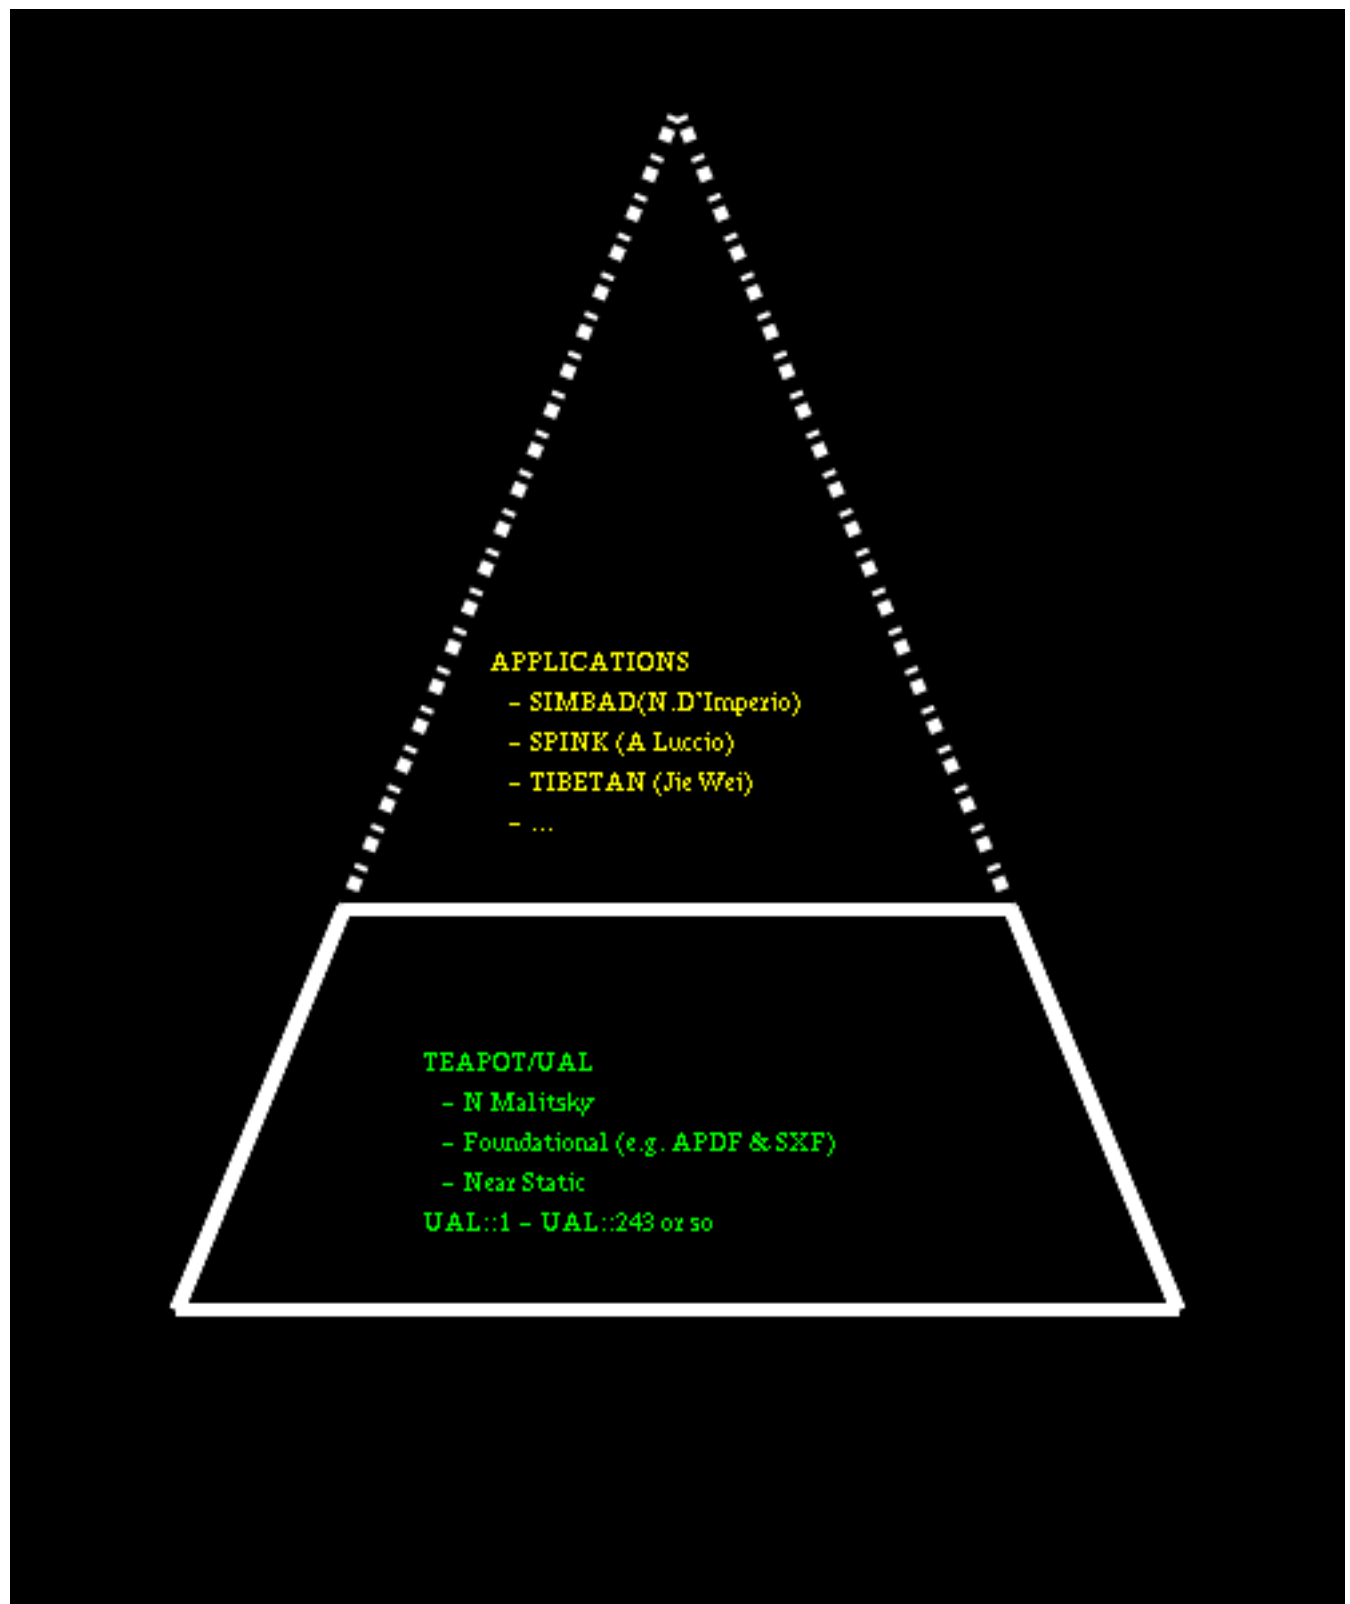 APPLICATIONS
- SIMBAD(N.D'Imperio)
- SPINK (A Luccio)
- TIBETAN (Jie Wei)
- ...
TEAPOT/UAL
- N Malitsky
- Foundational (e.g. APDF & SXF)
- Near Static
UAL::1 - UAL::243 or so